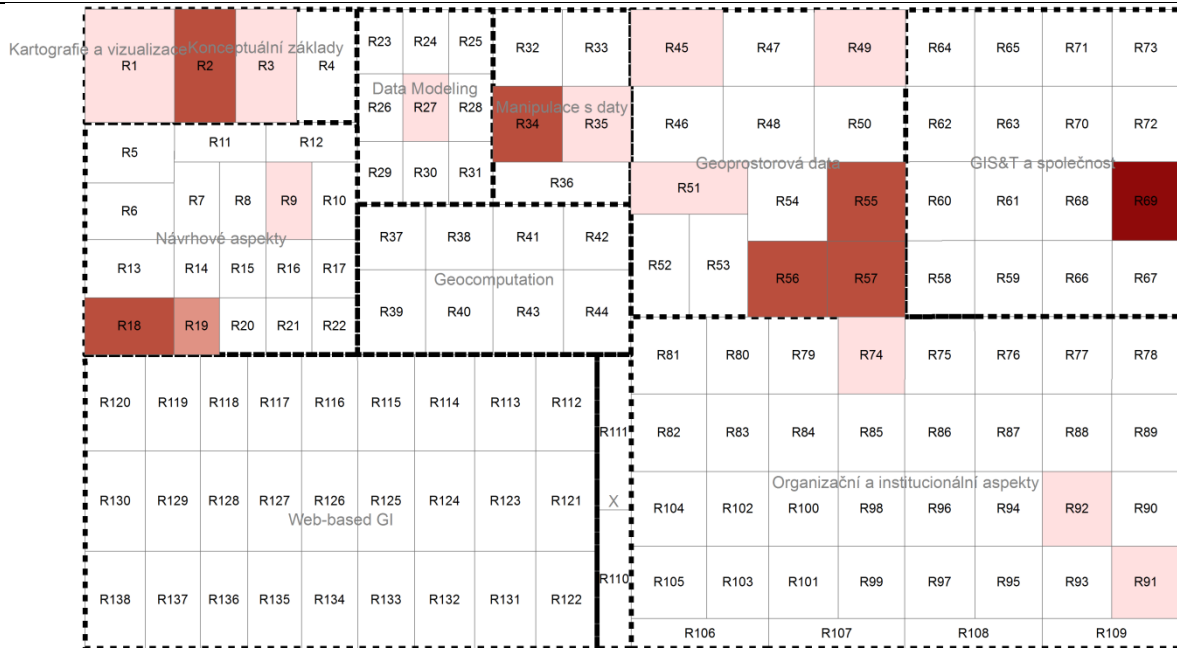 Kartografie a vizualizace Konceptuální základy
R1 R2 R3 R4
R5
R11 R12
R6 R7 R8 R9 R10
Návrhové aspekty
R13 R14 R15 R16 R17
R18 R19 R20 R21 R22
R23 R24 R25
Data Modeling
R26 R27 R28
R29 R30 R31
R32 R33
Manipulace s daty
R34 R35
R36
R37 R38 R41 R42
Geocomputation
R39 R40 R43 R44
R45 R47 R49
R46 R48 R50
Geoprostorová data
R51 R54 R55
R52 R53 R56 R57
R64 R65 R71 R73
R62 R63 R70 R72
GIS&T a společnost
R60 R61 R68 R69
R58 R59 R66 R67
R81 R80 R79 R74 R75 R76 R77 R78
R82 R83 R84 R85 R86 R87 R88 R89
Organizační a institucionální aspekty
R104 R102 R100 R98 R96 R94 R92 R90
R105 R103 R101 R99 R97 R95 R93 R91
R106 R107 R108 R109
R120 R119 R118 R117 R116 R115 R114 R113 R112
R130 R129 R128 R127 R126 R125 R124 R123 R121
Web-based GI
R138 R137 R136 R135 R134 R133 R132 R131 R122
R111
X
R110